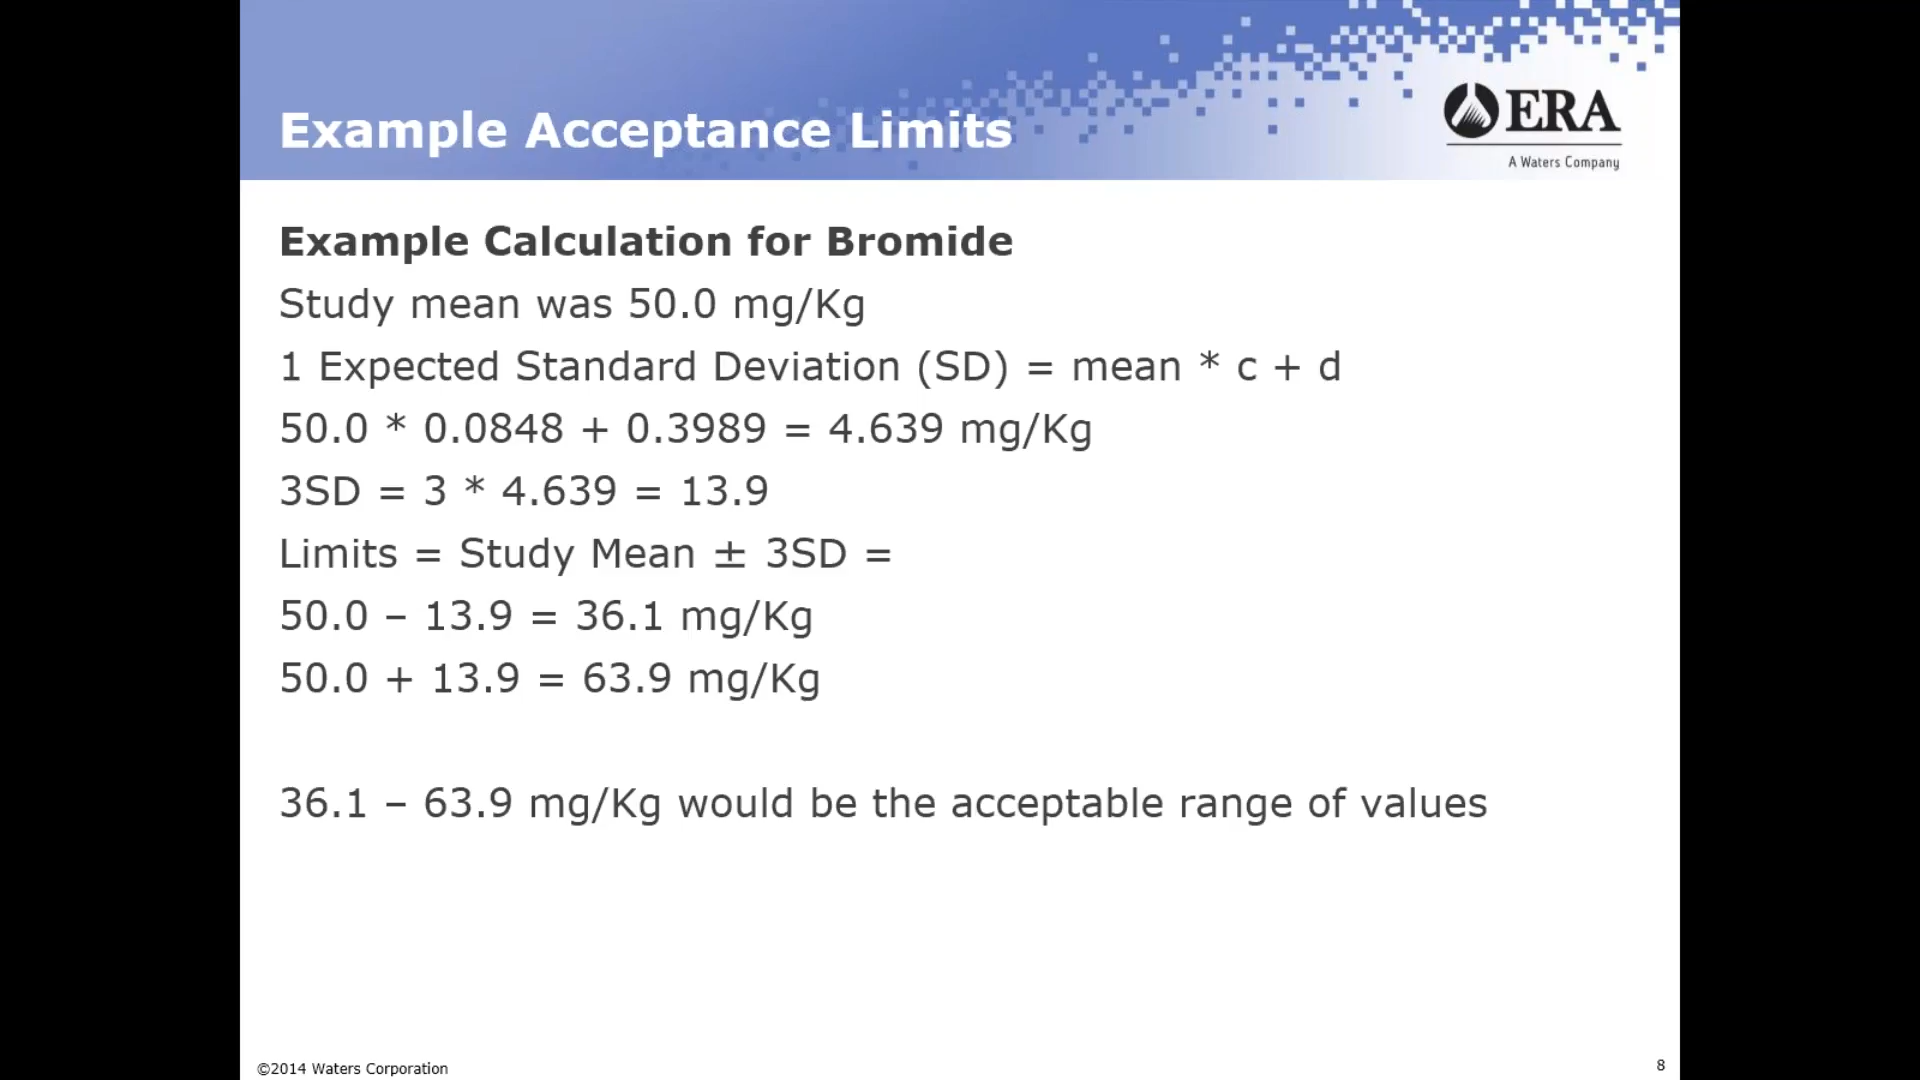 Example Acceptance Limits
ERA
A Waters Company
Example Calculation for Bromide
Study mean was 50.0 mg/Kg
1 Expected Standard Deviation (SD) = mean * c + d
50.0 * 0.0848 + 0.3989 = 4.639 mg/Kg
3SD = 3 * 4.639 = 13.9
Limits = Study Mean ± 3SD =
50.0 – 13.9 = 36.1 mg/Kg
50.0 + 13.9 = 63.9 mg/Kg
36.1 – 63.9 mg/Kg would be the acceptable range of values
©2014 Waters Corporation
8